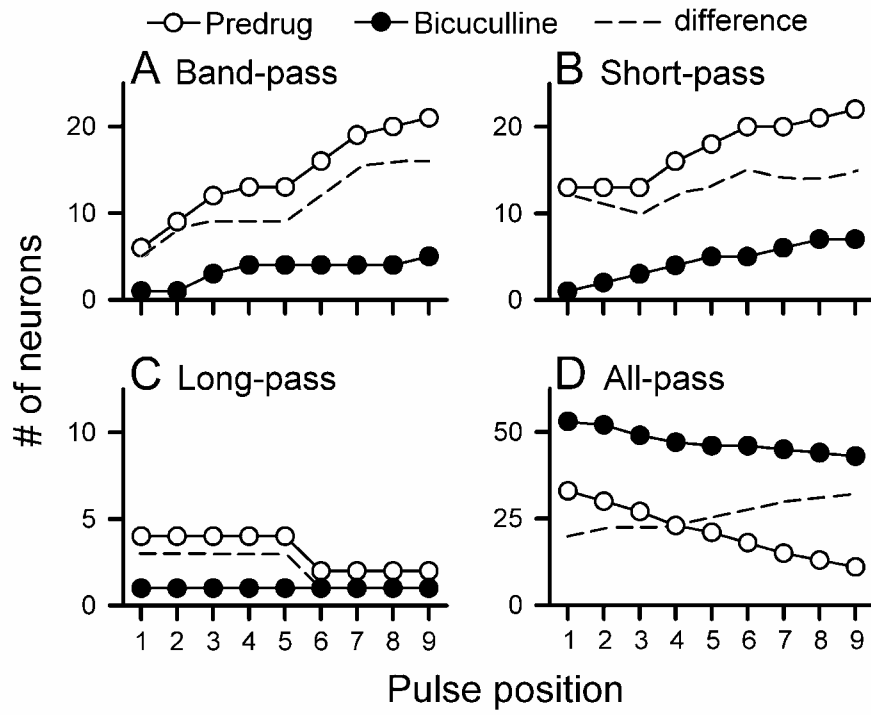 Predrug Bicuculline difference
A Band-pass
B Short-pass
20
10
0
20
10
0
C Long-pass
D All-pass
10
5
0
50
25
0
1 2 3 4 5 6 7 8 9
1 2 3 4 5 6 7 8 9
# of neurons
Pulse position